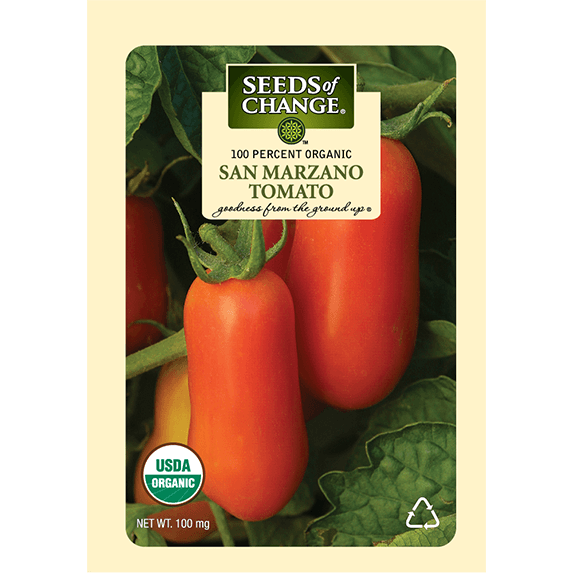 SEEDS of
CHANGE®
™
100 PERCENT ORGANIC
SAN MARZANO
TOMATO
goodness from the ground up®
USDA
ORGANIC
NET WT. 100 mg